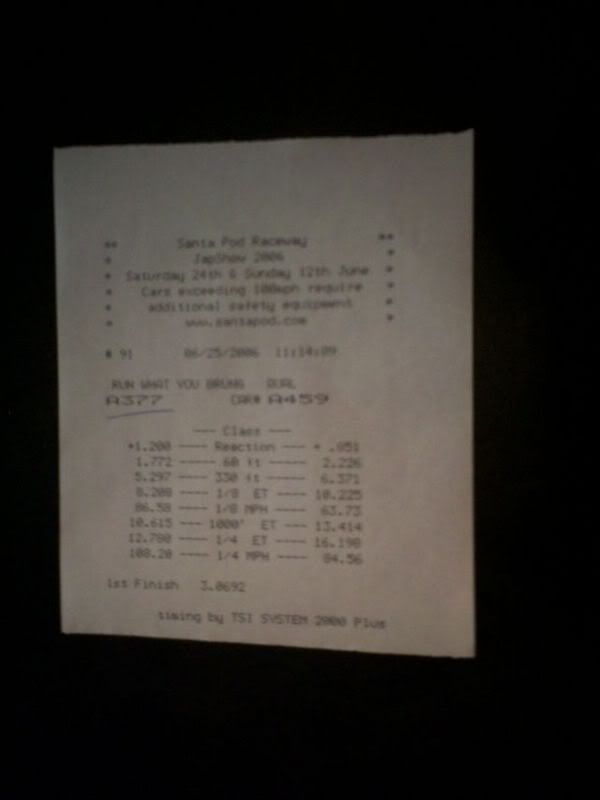 ** Santa Pod Raceway **
* JapShow 2006 *
* Saturday 24th & Sunday 12th June *
* Cars exceeding 100mph require *
* additional safety equipment *
* www.santapod.com *
# 91 06/25/2006 11:14:09
RUN WHAT YOU BRUNG DUAL
A377 CAR# A459
--- Class ---
+1.200 ---- Reaction --- + .851
1.772 ---- 60 ft ----- 2.226
5.297 ---- 330 ft ---- 6.371
8.208 ---- 1/8 ET ---- 10.225
86.58 ---- 1/8 MPH ---- 63.73
10.615 --- 1000' ET --- 13.414
12.780 ---- 1/4 ET ---- 16.198
108.20 ---- 1/4 MPH ---- 84.56
1st Finish 3.0692
timing by TSI SYSTEM 2000 Plus